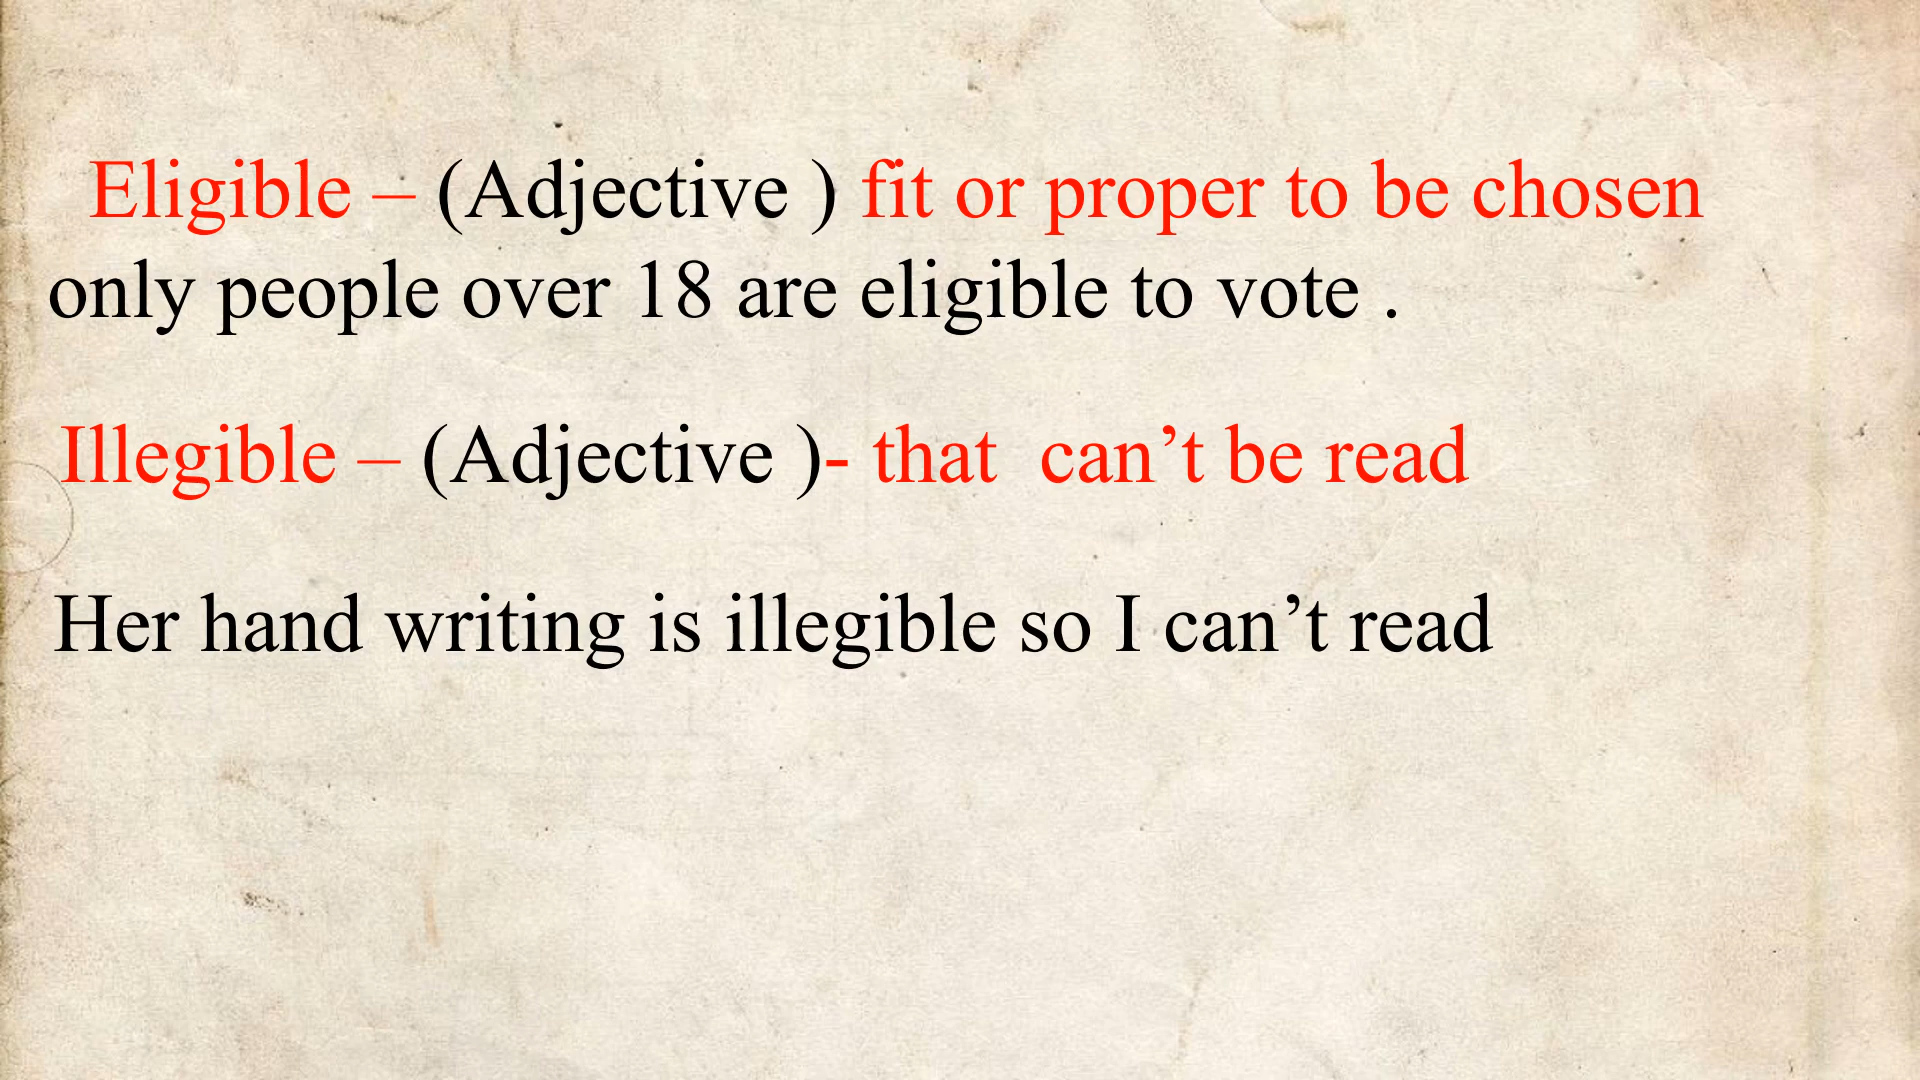 Eligible – (Adjective ) fit or proper to be chosen
only people over 18 are eligible to vote .
Illegible – (Adjective )- that  can’t be read
Her hand writing is illegible so I can’t read